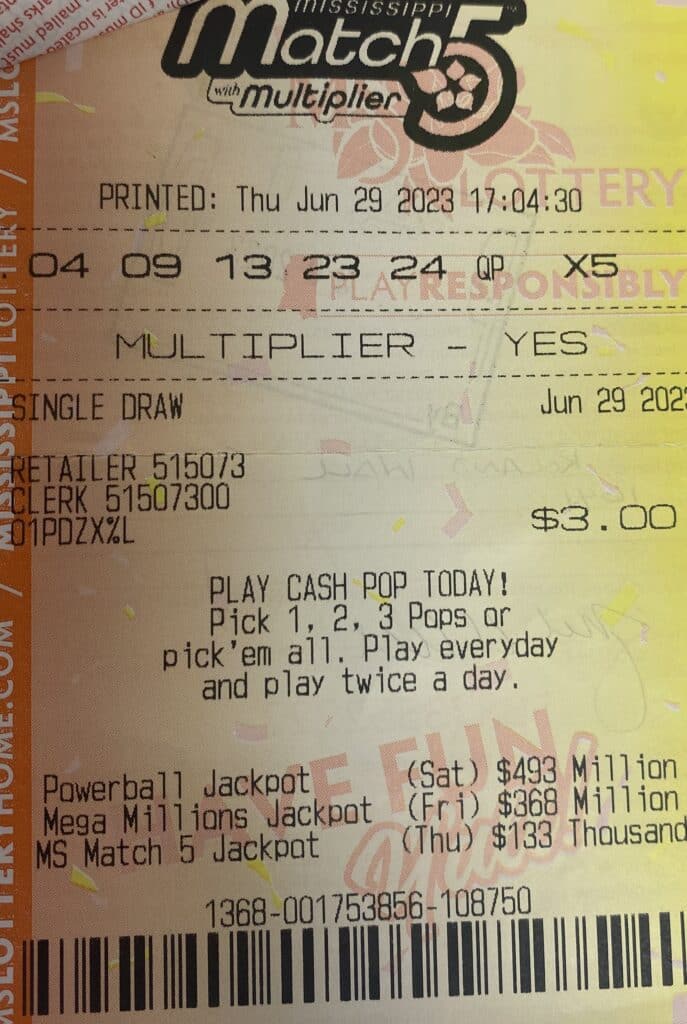 MISSISSIPPI
Match 5
with multiplier
LOTTERY
PRINTED: Thu Jun 29 2023 17:04:30
04 09 13 23 24 QP X5
PLAY RESPONSIBLY
MULTIPLIER - YES
SINGLE DRAW Jun 29 202
RETAILER 515073
CLERK 51507300
01PDZX%L
$3.00
PLAY CASH POP TODAY!
Pick 1, 2, 3 Pops or
pick'em all. Play everyday
and play twice a day.
HAVE FUN
Powerball Jackpot (Sat) $493 Million
Mega Millions Jackpot (Fri) $368 Million
MS Match 5 Jackpot (Thu) $133 Thousand
1368-001753856-108750
MSLOTTERYHOME.COM / MISSISSIPPI LOTTERY / MSLO